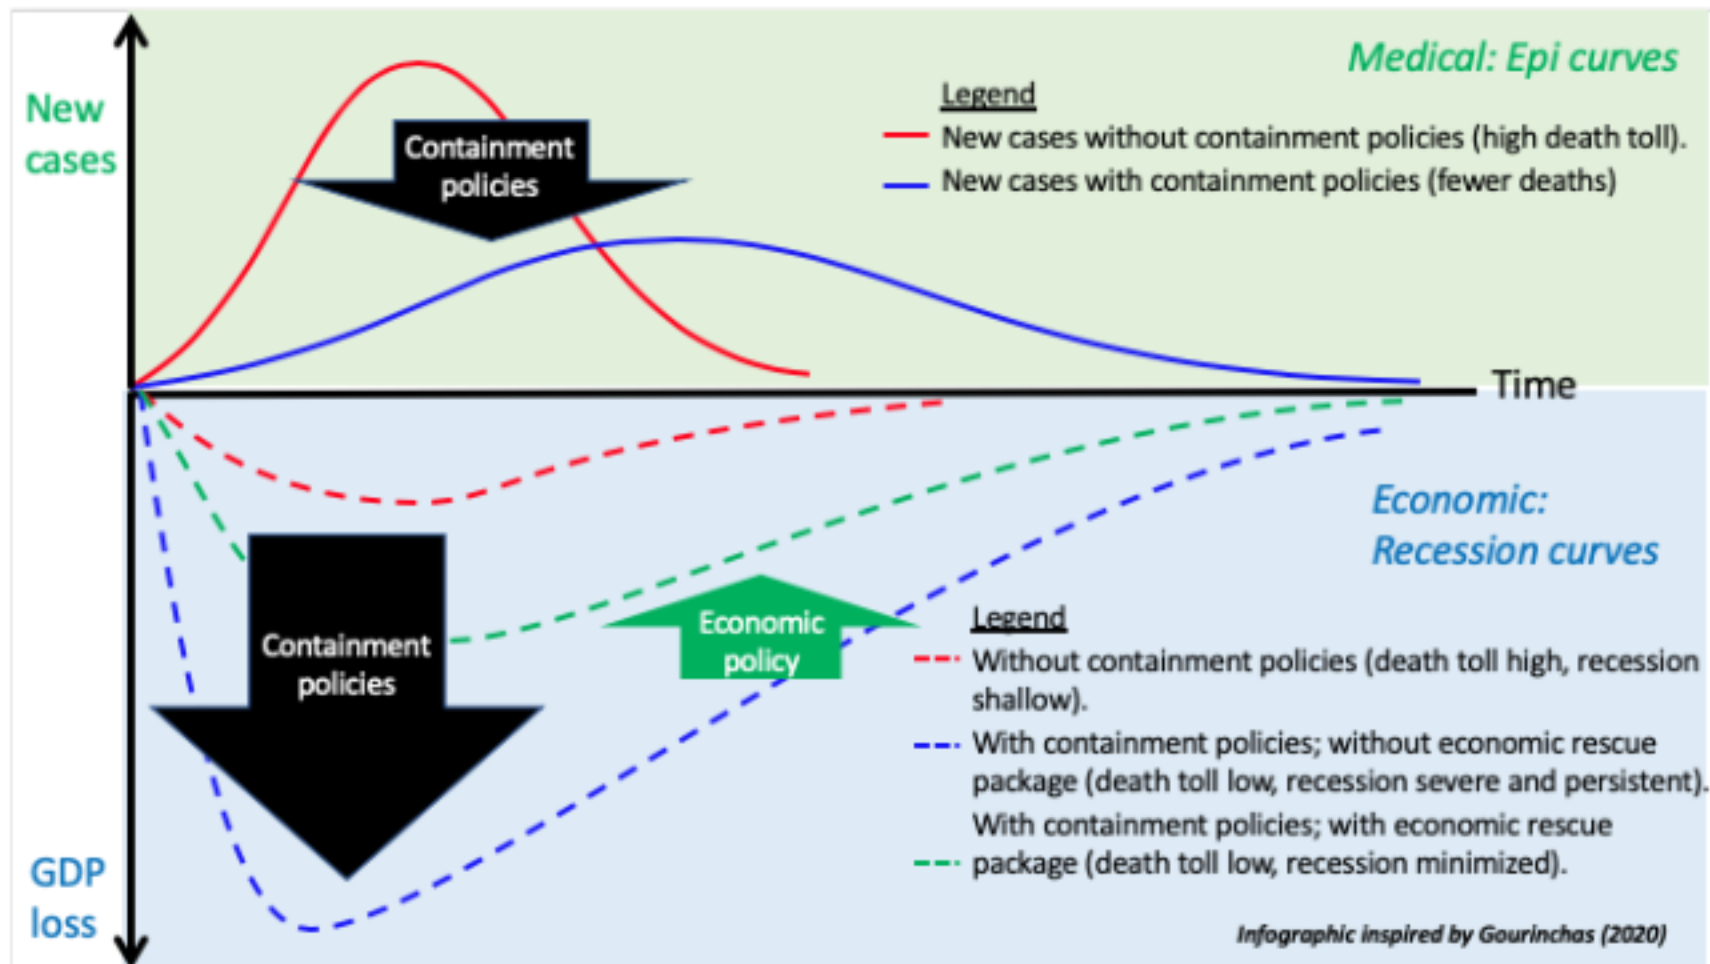 New
cases
Medical: Epi curves
Legend
New cases without containment policies (high death toll).
New cases with containment policies (fewer deaths)
Containment
policies
Time
Economic:
Recession curves
Containment
policies
Economic
policy
Legend
Without containment policies (death toll high, recession
shallow).
With containment policies; without economic rescue
package (death toll low, recession severe and persistent).
With containment policies; with economic rescue
package (death toll low, recession minimized).
GDP
loss
Infographic inspired by Gourinchas (2020)